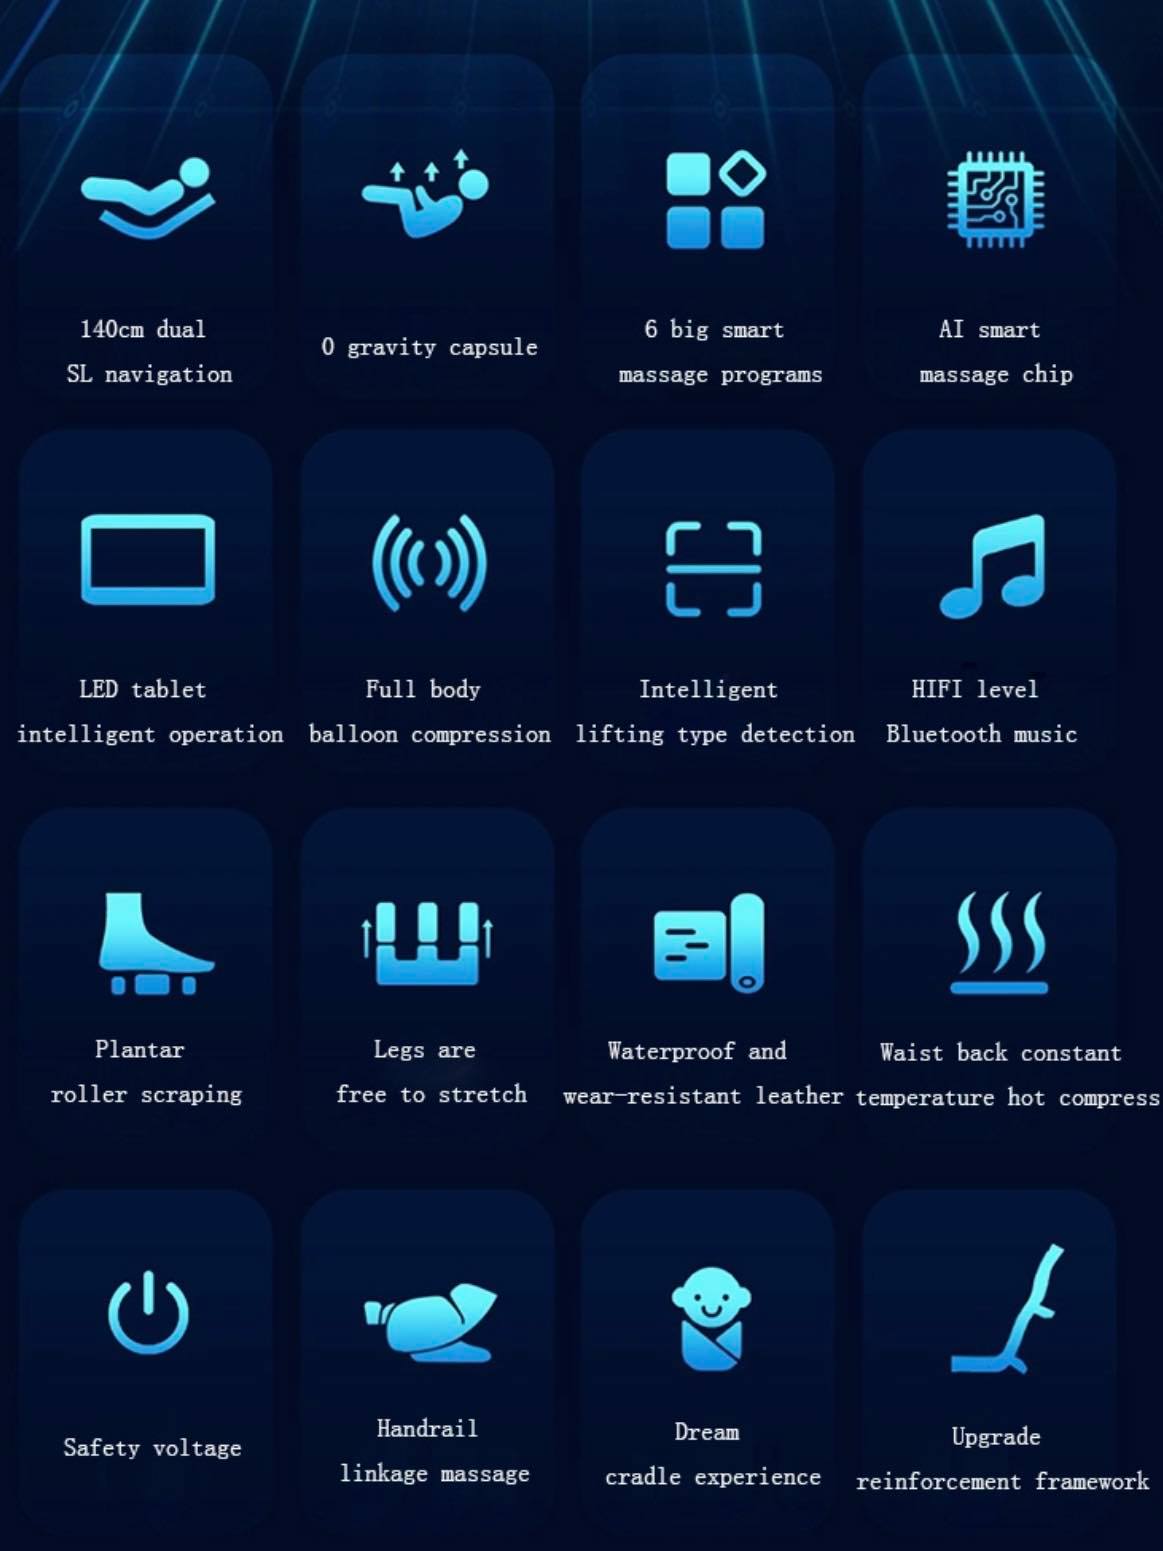 140cm dual
SL navigation
0 gravity capsule
6 big smart
massage programs
AI smart
massage chip
LED tablet
intelligent operation
Full body
balloon compression
Intelligent
lifting type detection
HIFI level
Bluetooth music
Plantar
roller scraping
Legs are
free to stretch
Waterproof and
wear-resistant leather
Waist back constant
temperature hot compress
Safety voltage
Handrail
linkage massage
Dream
cradle experience
Upgrade
reinforcement framework